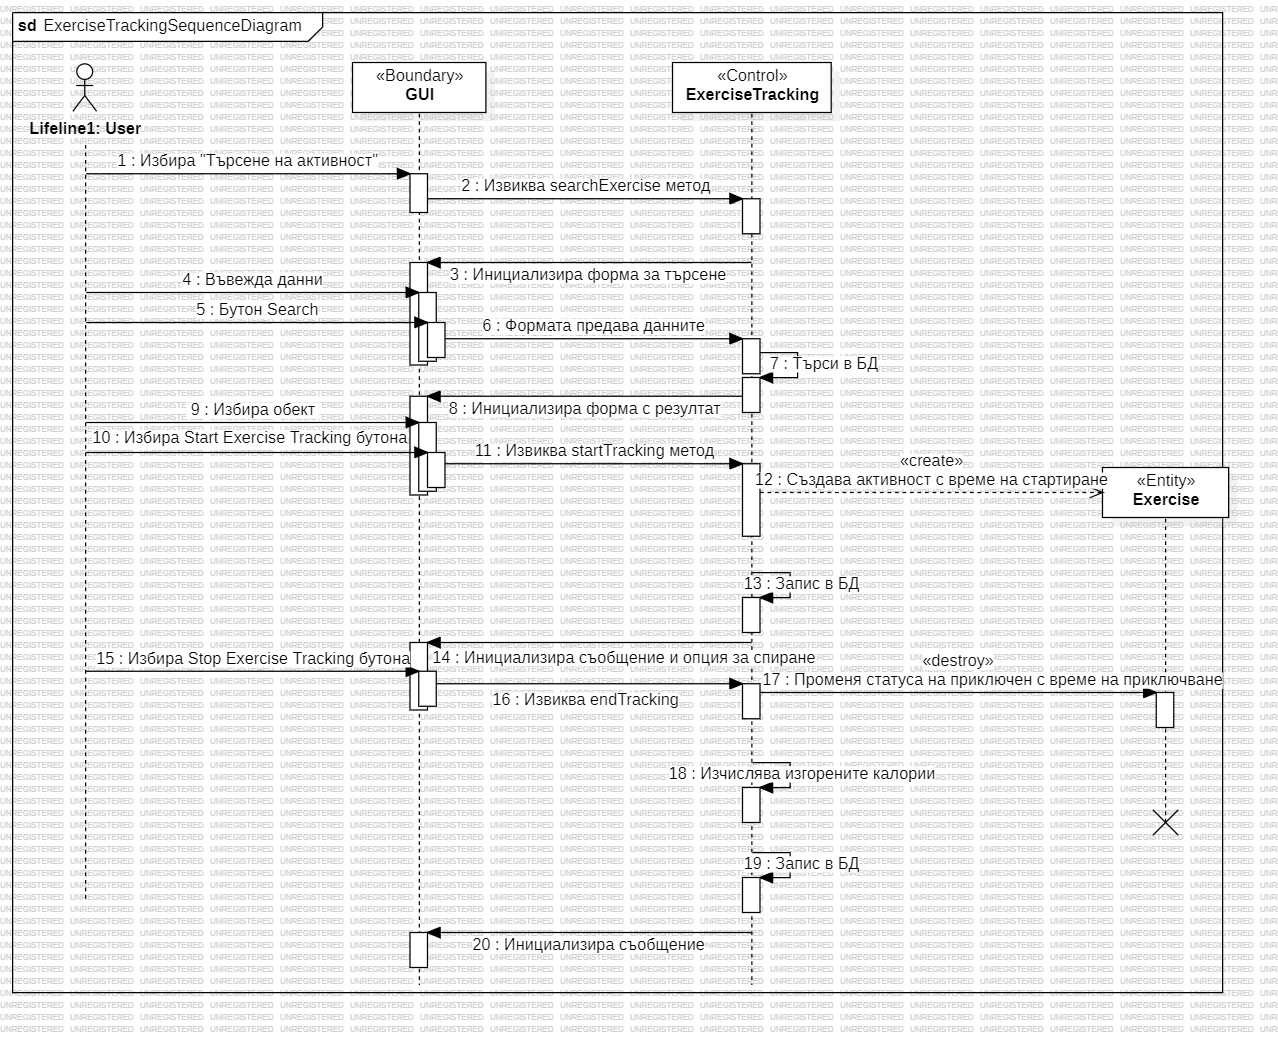 sd ExerciseTrackingSequenceDiagram
«Boundary»
GUI
«Control»
ExerciseTracking
Lifeline1: User
1 : Избира "Търсене на активност"
2 : Извиква searchExercise метод
3 : Инициализира форма за търсене
4 : Въвежда данни
5 : Бутон Search
6 : Формата предава данните
7 : Търси в БД
8 : Инициализира форма с резултат
9 : Избира обект
10 : Избира Start Exercise Tracking бутона
11 : Извиква startTracking метод
«create»
12 : Създава активност с време на стартиране
«Entity»
Exercise
13 : Запис в БД
14 : Инициализира съобщение и опция за спиране
15 : Избира Stop Exercise Tracking бутона
16 : Извиква endTracking
«destroy»
17 : Променя статуса на приключен с време на приключване
18 : Изчислява изгорените калории
19 : Запис в БД
20 : Инициализира съобщение
UNREGISTERED